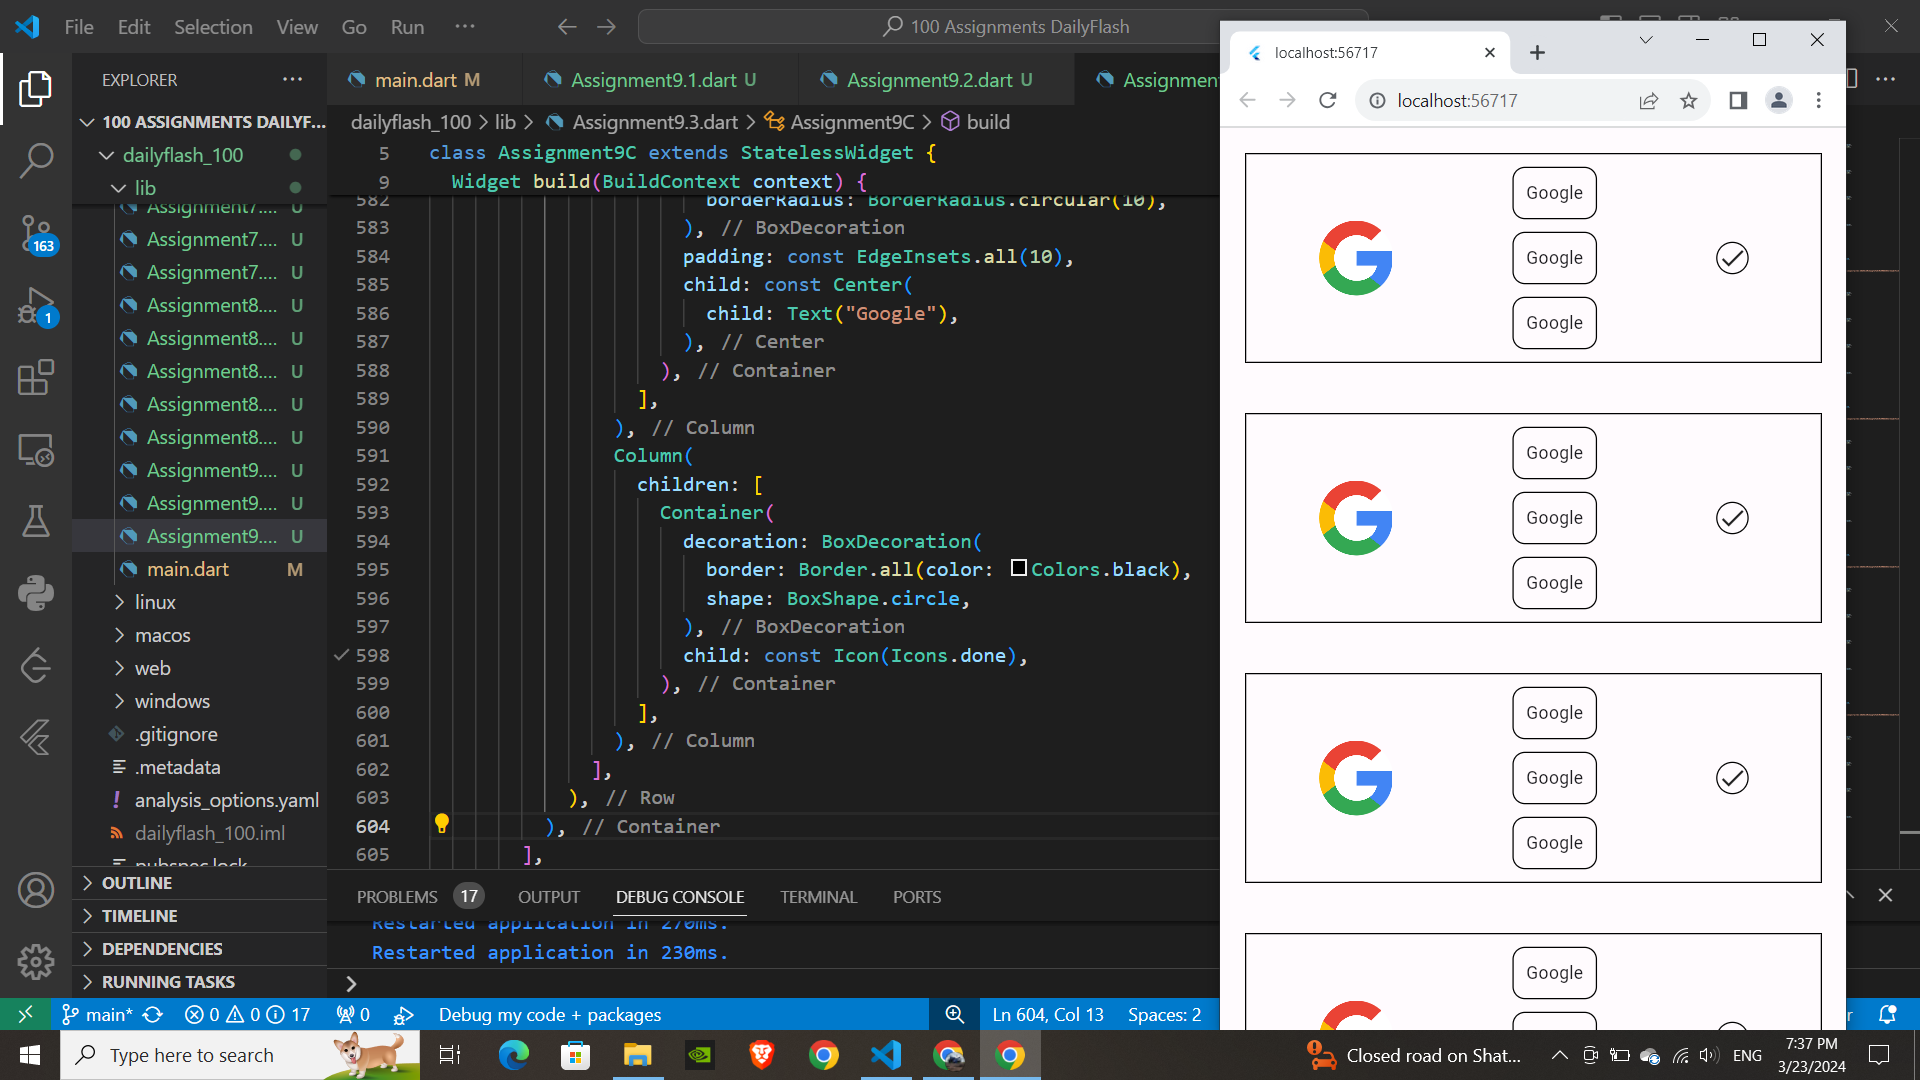 File Edit Selection View Go Run ··· 100 Assignments DailyFlash
EXPLORER ···
100 ASSIGNMENTS DAILYF...
dailyflash_100
lib
Assignment7.... U
Assignment7.... U
Assignment7.... U
Assignment8.... U
Assignment8.... U
Assignment8.... U
Assignment8.... U
Assignment8.... U
Assignment9.... U
Assignment9.... U
Assignment9.... U
main.dart M
linux
macos
web
windows
.gitignore
.metadata
! analysis_options.yaml
dailyflash_100.iml
pubspec.lock
OUTLINE
TIMELINE
DEPENDENCIES
RUNNING TASKS
163
1
main.dart M Assignment9.1.dart U Assignment9.2.dart U Assignment
dailyflash_100 > lib > Assignment9.3.dart > Assignment9C > build
5 class Assignment9C extends StatelessWidget {
9 Widget build(BuildContext context) {
582 borderRadius: BorderRadius.circular(10),
583 ), // BoxDecoration
584 padding: const EdgeInsets.all(10),
585 child: const Center(
586 child: Text("Google"),
587 ), // Center
588 ), // Container
589 ],
590 ), // Column
591 Column(
592 children: [
593 Container(
594 decoration: BoxDecoration(
595 border: Border.all(color: Colors.black),
596 shape: BoxShape.circle,
597 ), // BoxDecoration
598 child: const Icon(Icons.done),
599 ), // Container
600 ],
601 ), // Column
602 ],
603 ), // Row
604 ), // Container
605 ],
PROBLEMS 17 OUTPUT DEBUG CONSOLE TERMINAL PORTS
Restarted application in 270ms.
Restarted application in 230ms.
>
main* 0 0 17 0 Debug my code + packages Ln 604, Col 13 Spaces: 2
localhost:56717
localhost:56717
Google
Google
Google
Google
Google
Google
Google
Google
Google
Google
Type here to search
Closed road on Shat... ENG 7:37 PM
3/23/2024